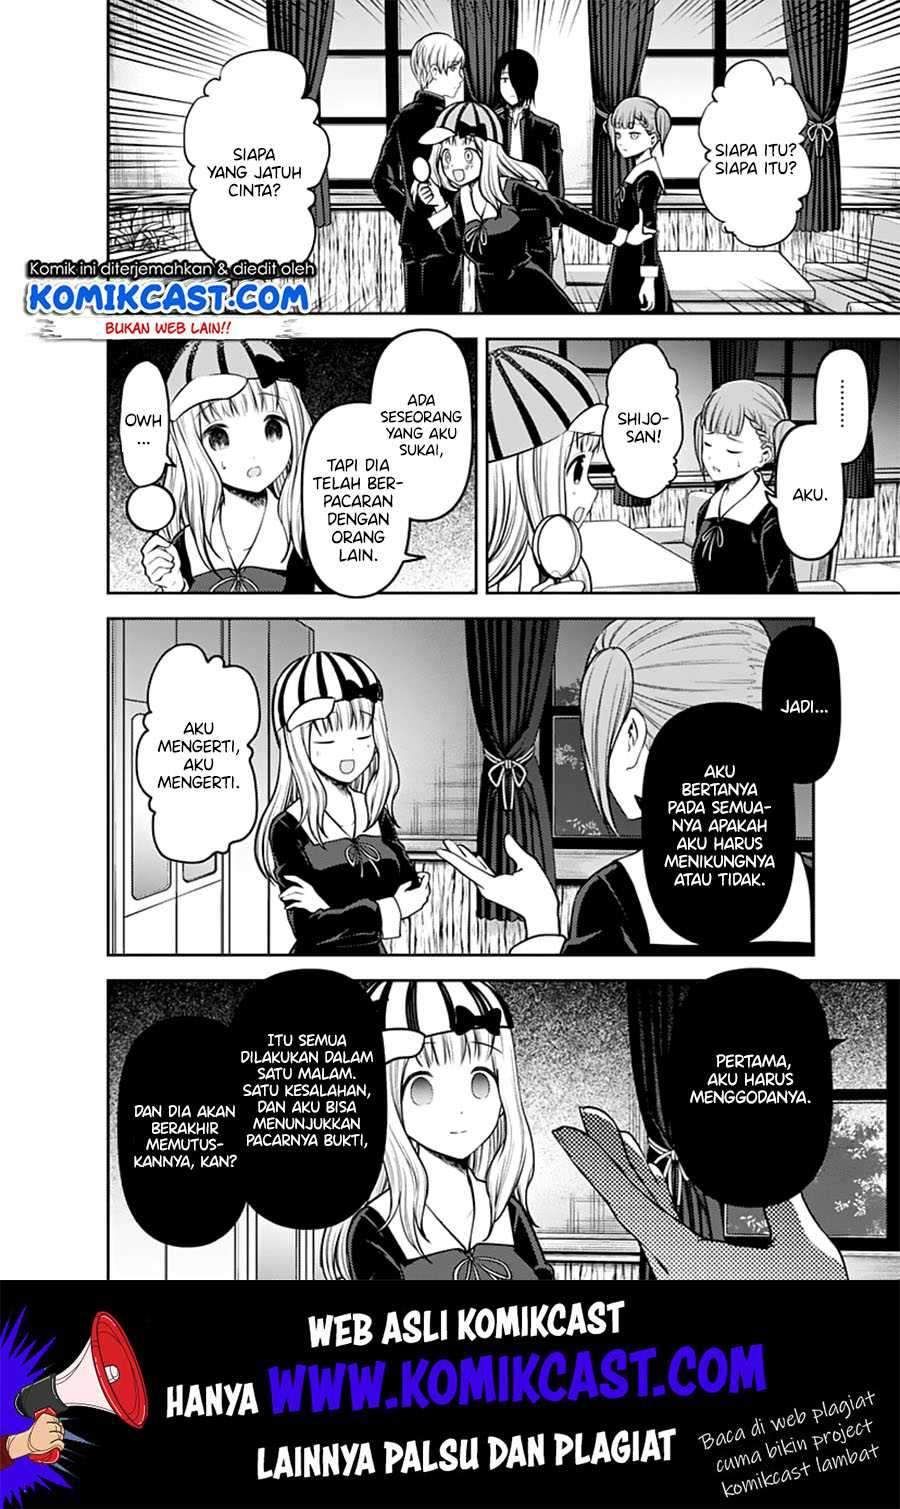 SIAPA ITU?
SIAPA ITU?
SIAPA
YANG JATUH
CINTA?
Komik ini diterjemahkan & diedit oleh
KOMIKCAST.COM
BUKAN WEB LAIN!!
.........
AKU.
SHIJO-
SAN!
ADA
SESEORANG
YANG AKU
SUKAI,
TAPI DIA
TELAH BER-
PACARAN
DENGAN
ORANG
LAIN.
OWH
...
JADI...
AKU
BERTANYA
PADA SEMUA-
NYA APAKAH
AKU HARUS
MENIKUNGNYA
ATAU TIDAK.
AKU
MENGERTI,
AKU
MENGERTI.
PERTAMA,
AKU HARUS
MENGGODANYA.
ITU SEMUA
DILAKUKAN DALAM
SATU MALAM.
SATU KESALAHAN,
DAN AKU BISA
MENUNJUKKAN
PACARNYA BUKTI,
DAN DIA AKAN
BERAKHIR
MEMUTUS-
KANNYA, KAN?
WEB ASLI KOMIKCAST
HANYA WWW.KOMIKCAST.COM
LAINNYA PALSU DAN PLAGIAT
Baca di web plagiat
cuma bikin project
komikcast lambat